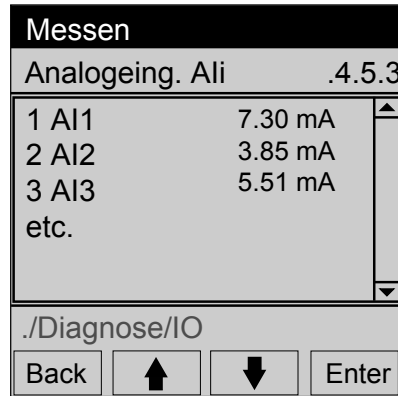 Messen
Analogeing. AIi .4.5.3
1 AI1 7.30 mA
2 AI2 3.85 mA
3 AI3 5.51 mA
etc.
./Diagnose/IO
Back Enter